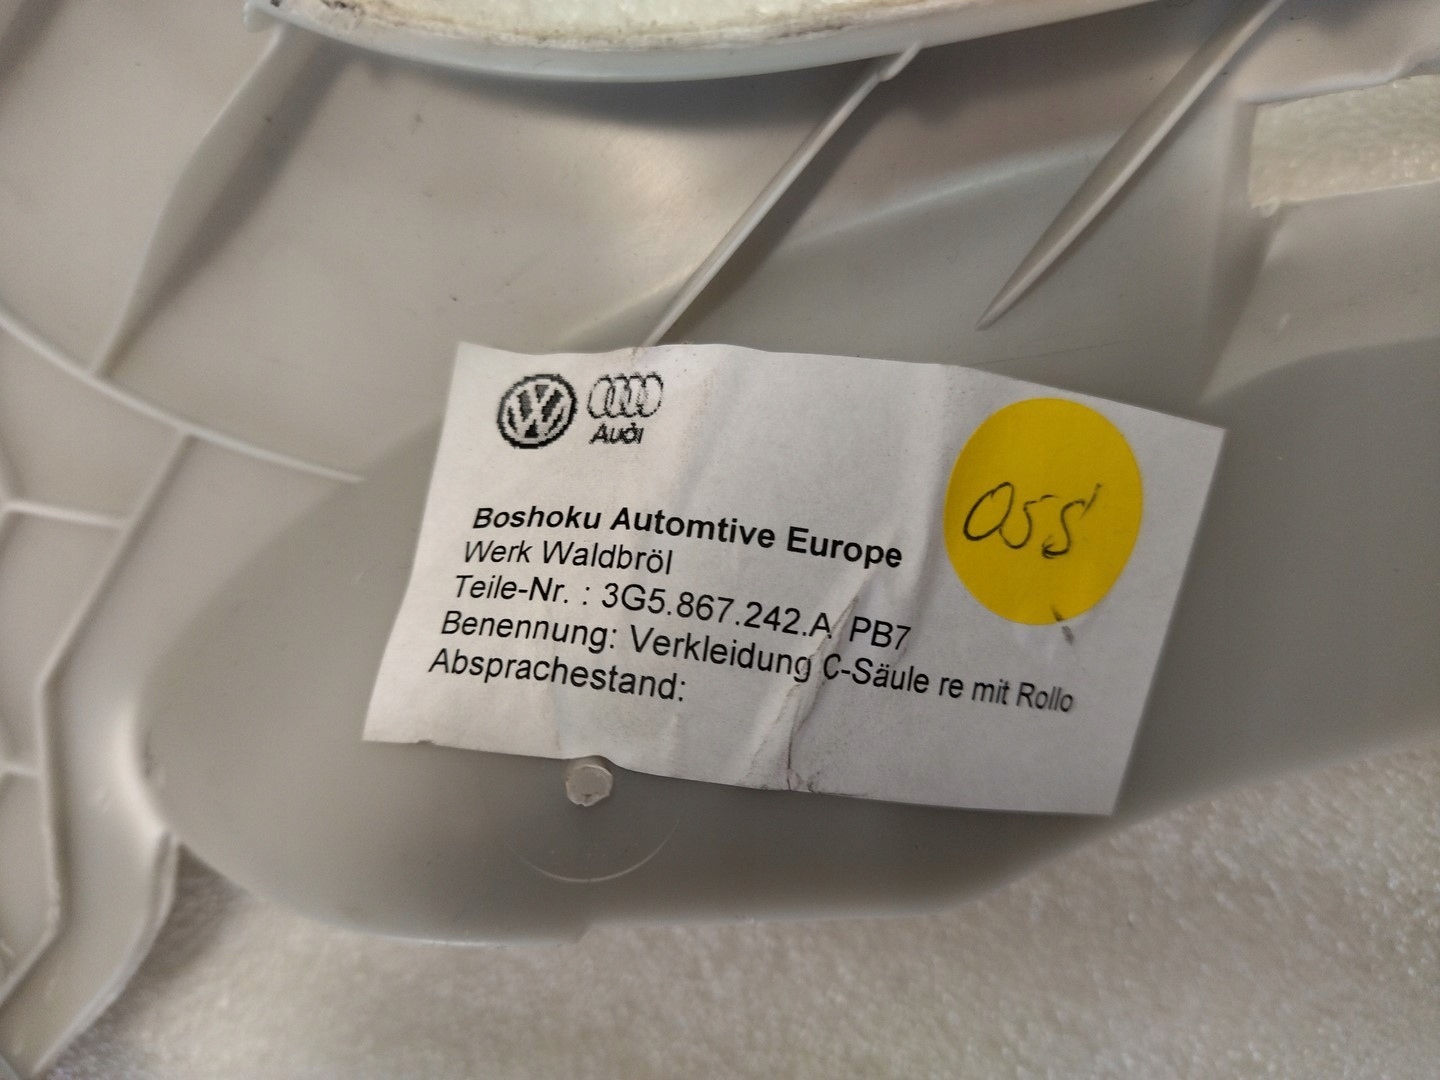 Audi
Boshoku Automtive Europe
Werk Waldbröl
Teile-Nr. : 3G5.867.242.A PB7
Benennung: Verkleidung C-Säule re mit Rollo
Absprachestand:
055